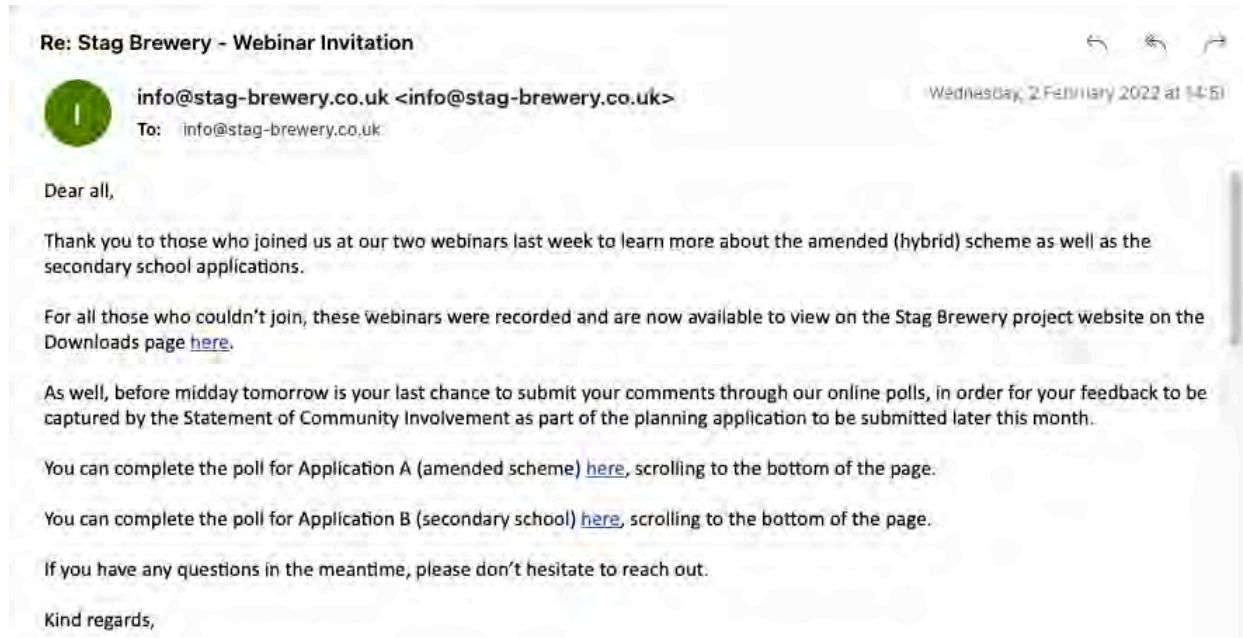 Re: Stag Brewery - Webinar Invitation
I
info@stag-brewery.co.uk <info@stag-brewery.co.uk>
Wednesday, 2 February 2022 at 14:51
To: info@stag-brewery.co.uk
Dear all,
Thank you to those who joined us at our two webinars last week to learn more about the amended (hybrid) scheme as well as the
secondary school applications.
For all those who couldn't join, these webinars were recorded and are now available to view on the Stag Brewery project website on the
Downloads page here.
As well, before midday tomorrow is your last chance to submit your comments through our online polls, in order for your feedback to be
captured by the Statement of Community Involvement as part of the planning application to be submitted later this month.
You can complete the poll for Application A (amended scheme) here, scrolling to the bottom of the page.
You can complete the poll for Application B (secondary school) here, scrolling to the bottom of the page.
If you have any questions in the meantime, please don't hesitate to reach out.
Kind regards,